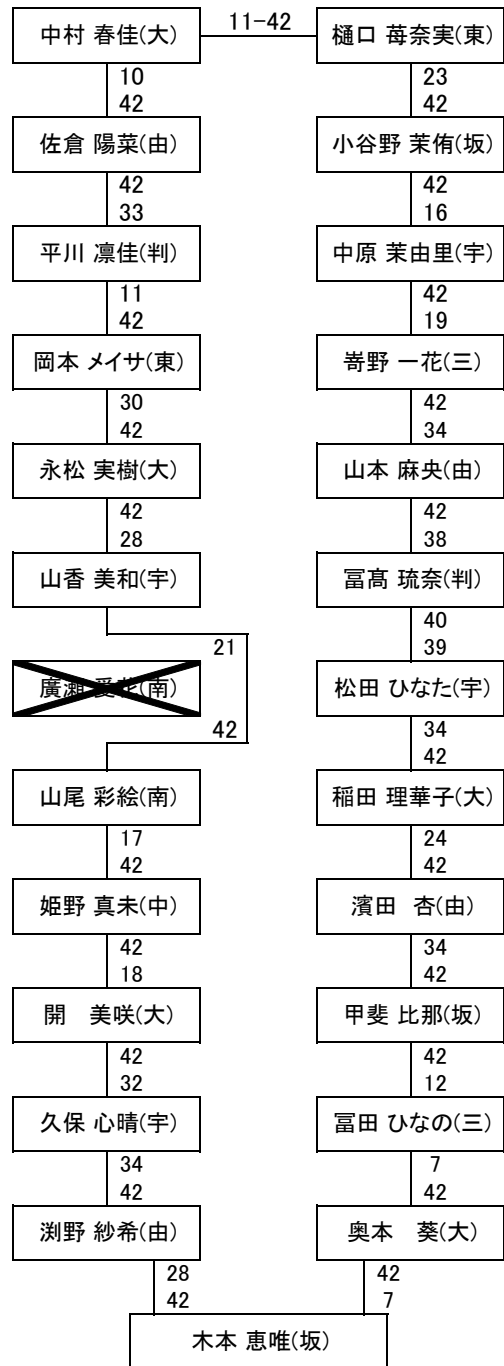 中村 春佳(大) 11-42 樋口 苺奈実(東)
10 23
42 42
佐倉 陽菜(由) 小谷野 茉侑(坂)
42 42
33 16
平川 凛佳(判) 中原 茉由里(宇)
11 42
42 19
岡本 メイサ(東) 嵜野 一花(三)
30 42
42 34
永松 実樹(大) 山本 麻央(由)
42 42
28 38
山香 美和(宇) 冨髙 琉奈(判)
21 40
39
廣瀬 愛花(南) 松田 ひなた(宇)
42 34
42
山尾 彩絵(南) 稲田 理華子(大)
17 24
42 42
姫野 真未(中) 濱田 杏(由)
42 34
18 42
開 美咲(大) 甲斐 比那(坂)
42 42
32 12
久保 心晴(宇) 冨田 ひなの(三)
34 7
42 42
渕野 紗希(由) 奥本 葵(大)
28 42
42 7
木本 恵唯(坂)